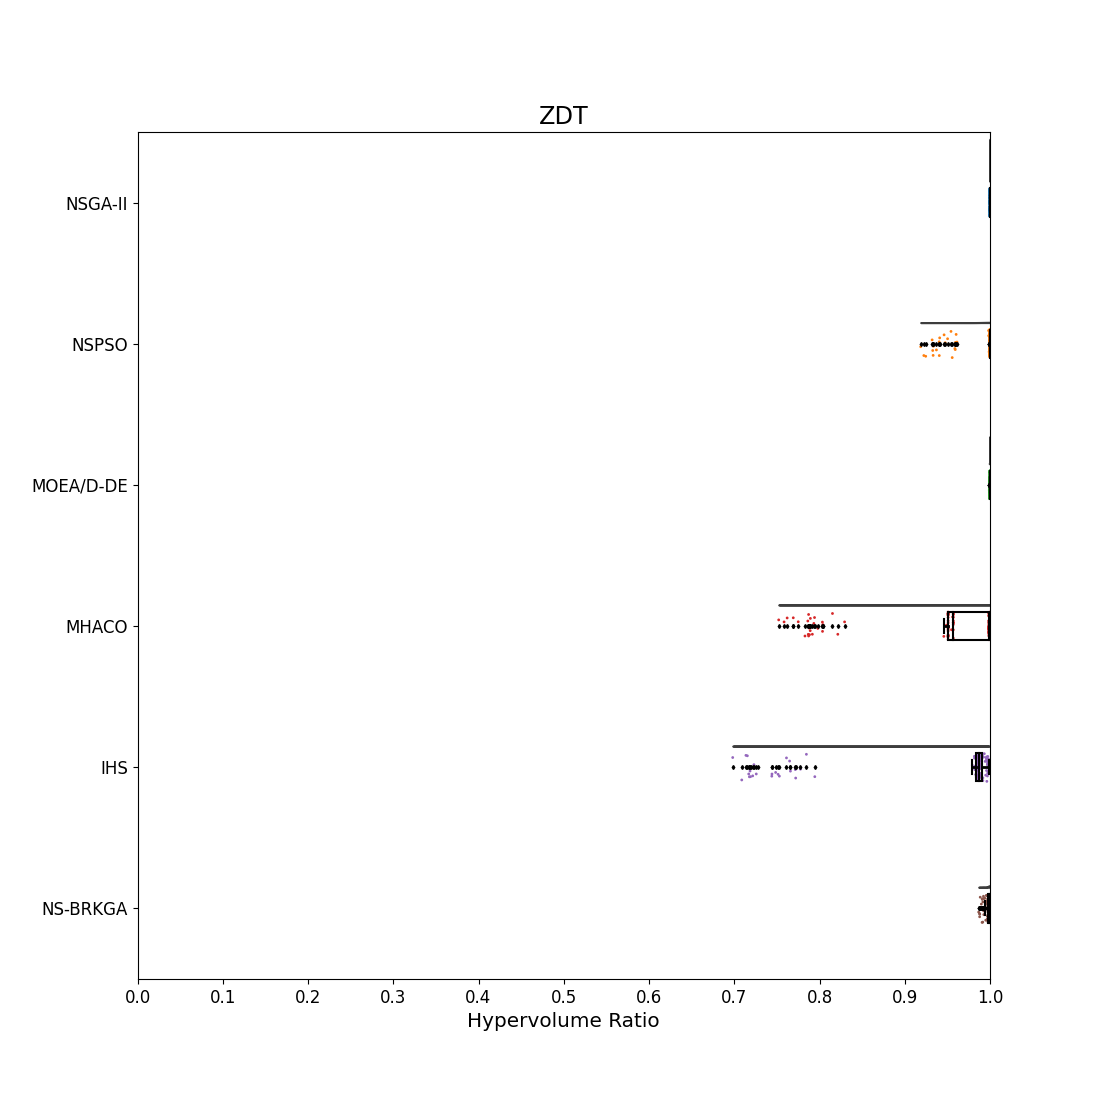 ZDT
NSGA-II
NSPSO
MOEA/D-DE
MHACO
IHS
NS-BRKGA
0.0 0.1 0.2 0.3 0.4 0.5 0.6 0.7 0.8 0.9 1.0
Hypervolume Ratio